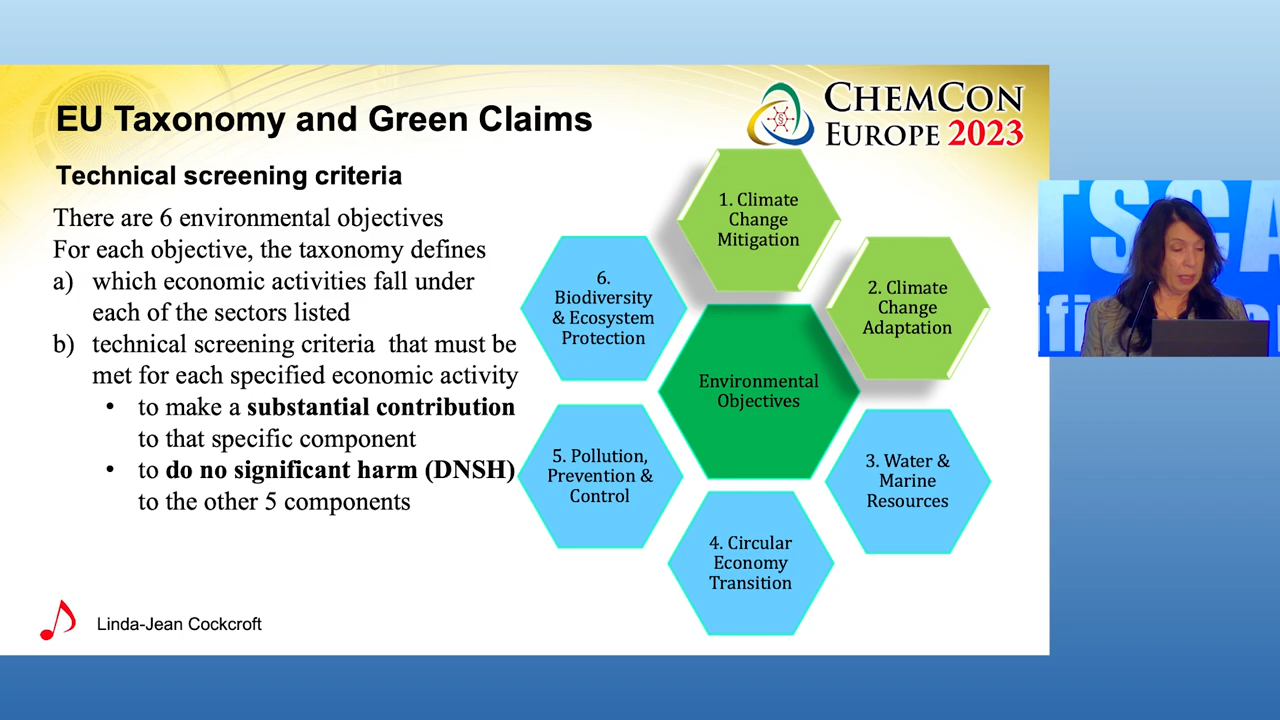 EU Taxonomy and Green Claims
CHEMCON
EUROPE 2023
Technical screening criteria
There are 6 environmental objectives
For each objective, the taxonomy defines
a) which economic activities fall under
each of the sectors listed
b) technical screening criteria that must be
met for each specified economic activity
• to make a substantial contribution
to that specific component
• to do no significant harm (DNSH)
to the other 5 components
1. Climate
Change
Mitigation
2. Climate
Change
Adaptation
3. Water &
Marine
Resources
4. Circular
Economy
Transition
5. Pollution,
Prevention &
Control
6.
Biodiversity
& Ecosystem
Protection
Environmental
Objectives
Linda-Jean Cockcroft
TSCA